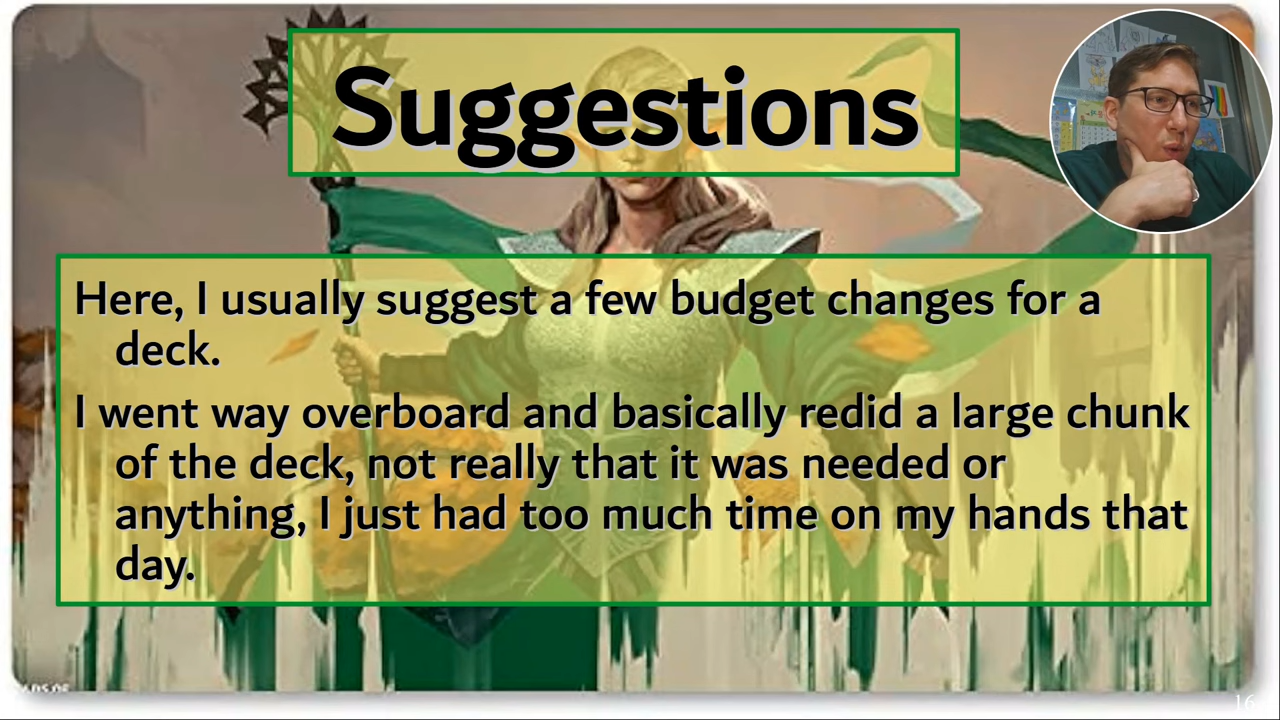 Suggestions
Here, I usually suggest a few budget changes for a
deck.
I went way overboard and basically redid a large chunk
of the deck, not really that it was needed or
anything, I just had too much time on my hands that
day.
16